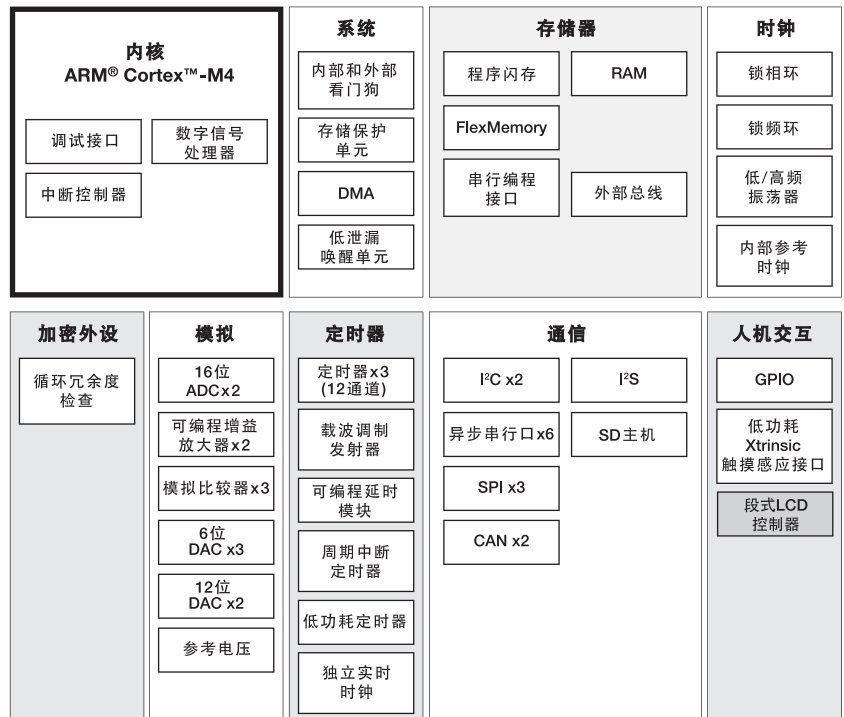 内核
ARM® Cortex™-M4
调试接口
数字信号
处理器
中断控制器
系统
内部和外部
看门狗
存储保护
单元
DMA
低泄漏
唤醒单元
存储器
程序闪存
RAM
FlexMemory
串行编程
接口
外部总线
时钟
锁相环
锁频环
低/高频
振荡器
内部参考
时钟
加密外设
循环冗余度
检查
模拟
16位
ADCx2
可编程增益
放大器x2
模拟比较器x3
6位
DAC x3
12位
DAC x2
参考电压
定时器
定时器x3
(12通道)
载波调制
发射器
可编程延时
模块
周期中断
定时器
低功耗定时器
独立实时
时钟
通信
I²C x2
I²S
异步串行口x6
SD主机
SPI x3
CAN x2
人机交互
GPIO
低功耗
Xtrinsic
触摸感应接口
段式LCD
控制器